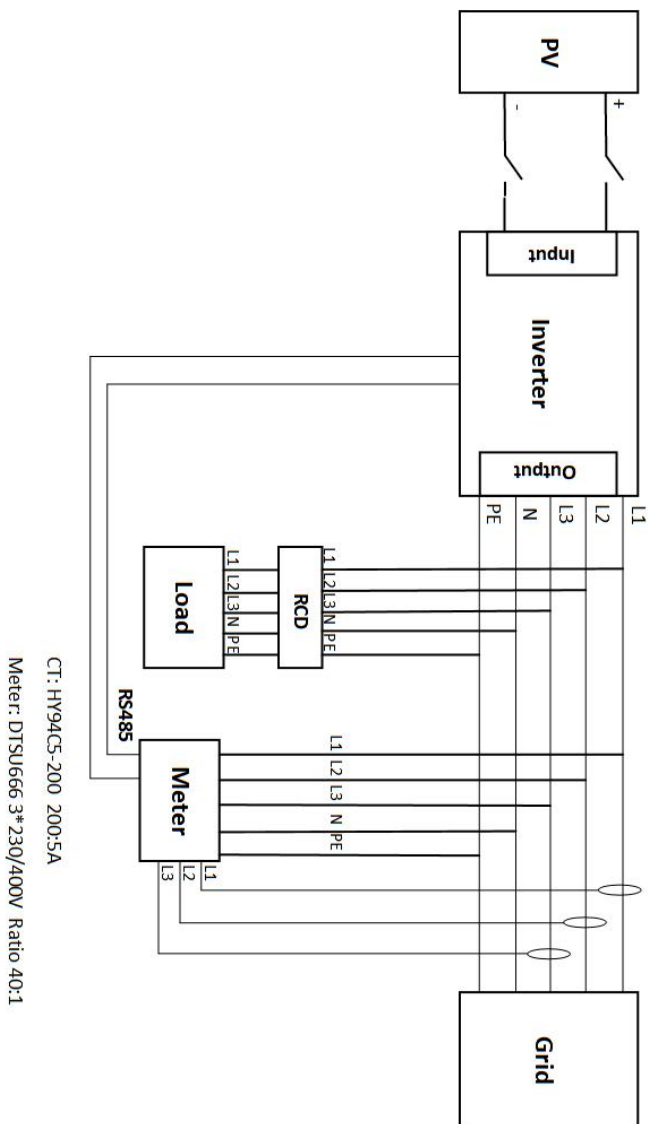 PV
+
-
Input
Inverter
Output
L1
L2
L3
N
PE
Grid
L1
L2
L3
N
PE
RCD
L1
L2
L3
N
PE
Load
L1
L2
L3
N
PE
Meter
L1
L2
L3
RS485
CT: HY94C5-200 200:5A
Meter: DTSU666 3*230/400V Ratio 40:1